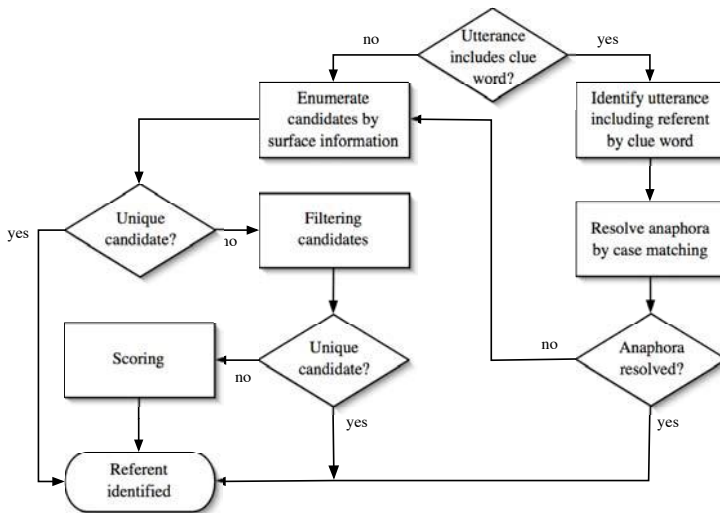 Utterance
includes clue
word?
no
yes
Enumerate
candidates by
surface information
Identify utterance
including referent
by clue word
Unique
candidate?
yes
no
Filtering
candidates
Resolve anaphora
by case matching
Scoring
no
Unique
candidate?
yes
no
Anaphora
resolved?
yes
Referent
identified